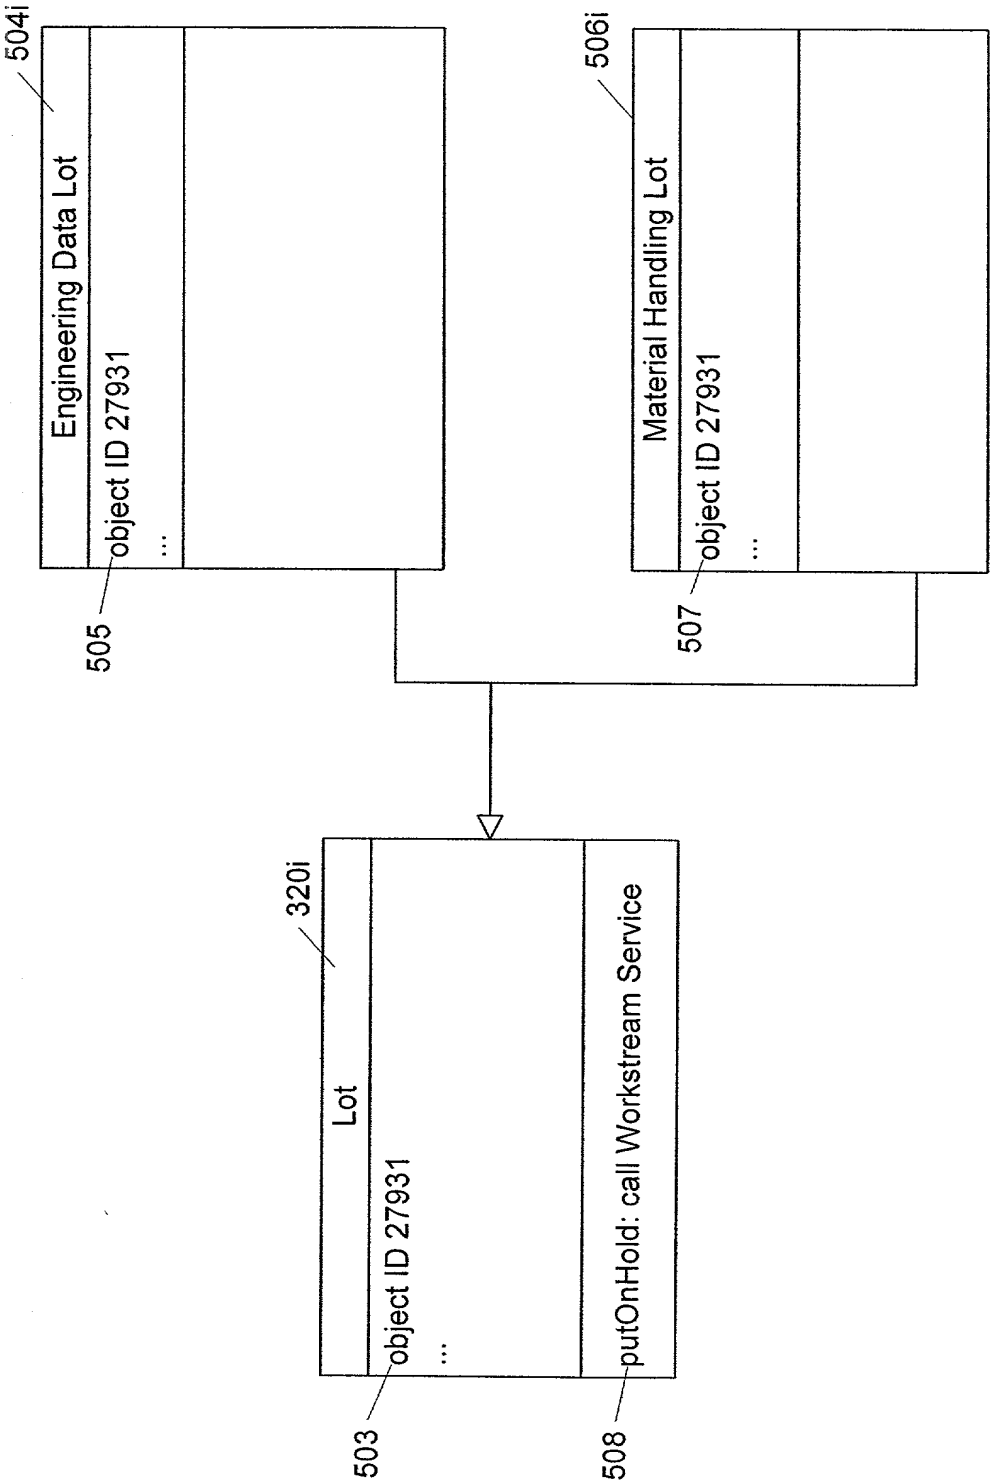 320i
Lot
503
object ID 27931
...
508
putOnHold: call Workstream Service
504i
Engineering Data Lot
505
object ID 27931
...
506i
Material Handling Lot
507
object ID 27931
...